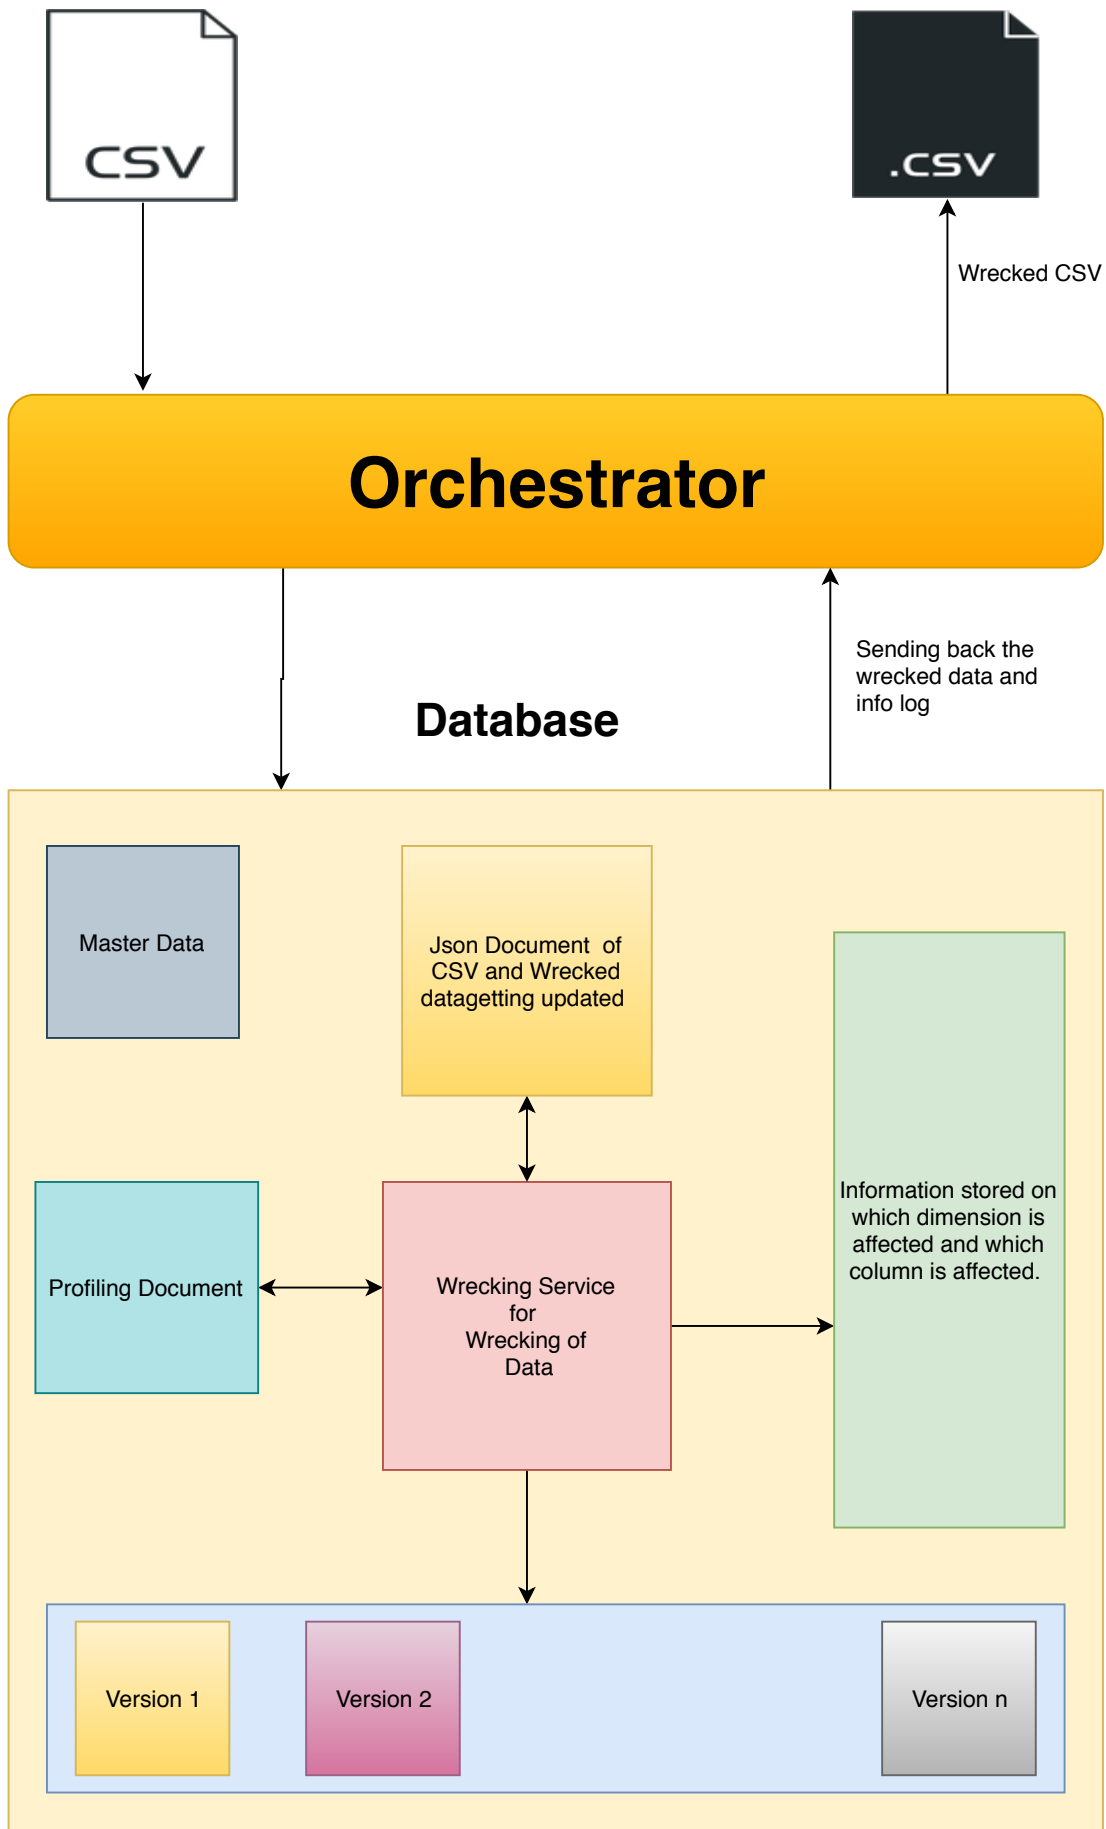 CSV
.CSV
Wrecked CSV
Orchestrator
Sending back the
wrecked data and
info log
Database
Master Data
Json Document of
CSV and Wrecked
datagetting updated
Information stored on
which dimension is
affected and which
column is affected.
Profiling Document
Wrecking Service
for
Wrecking of
Data
Version 1
Version 2
Version n